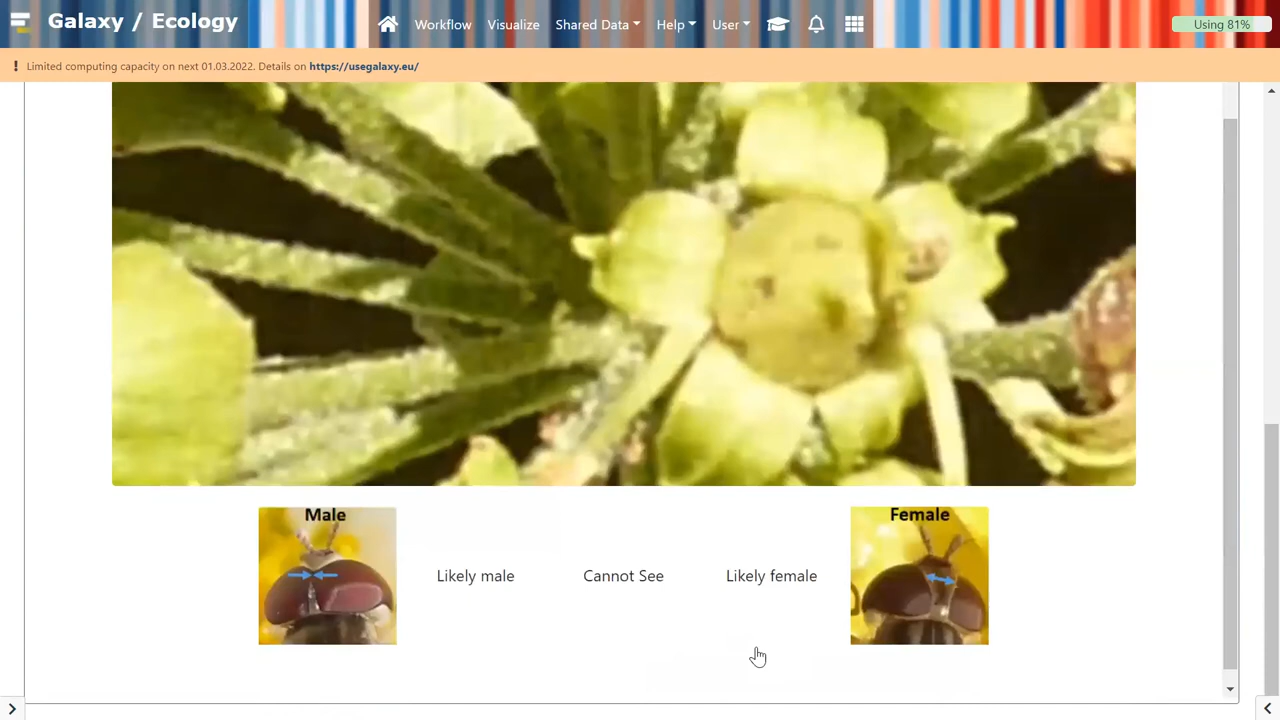 Galaxy / Ecology
Workflow
Visualize
Shared Data
Help
User
Using 81%
! Limited computing capacity on next 01.03.2022. Details on https://usegalaxy.eu/
Male
Likely male
Cannot See
Likely female
Female